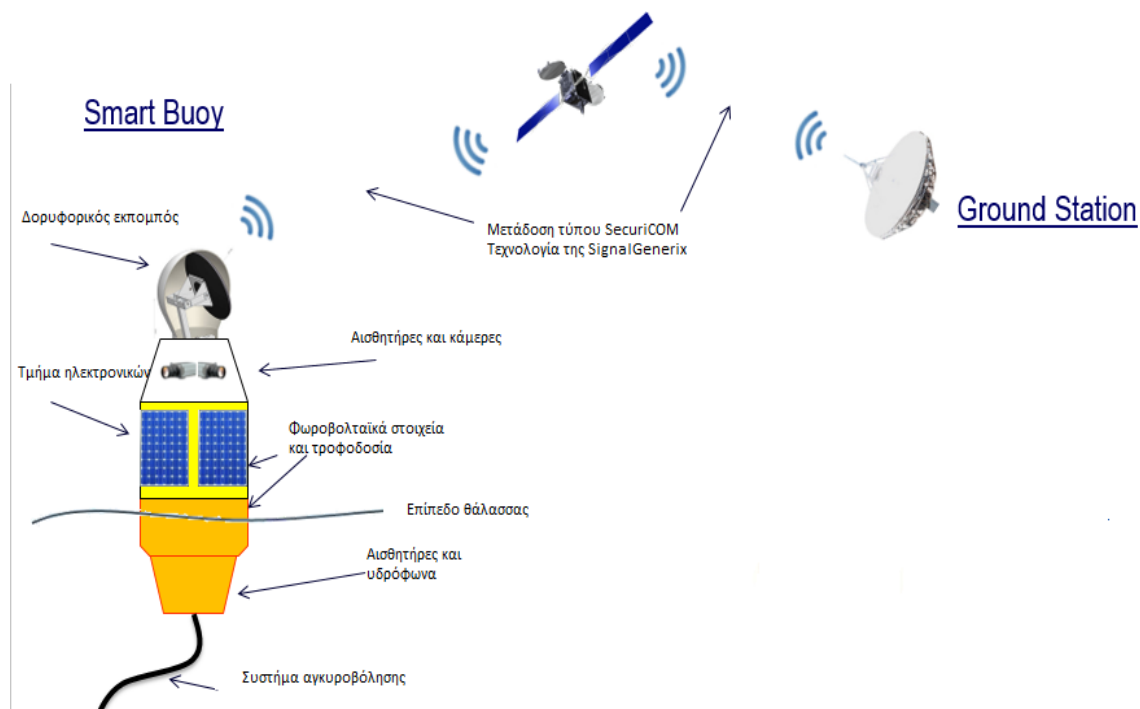 Smart Buoy
Δορυφορικός εκπομπός
Μετάδοση τύπου SecuriCOM
Τεχνολογία της SignalGenerix
Ground Station
Αισθητήρες και κάμερες
Τμήμα ηλεκτρονικών
Φωροβολταϊκά στοιχεία
και τροφοδοσία
Επίπεδο θάλασσας
Αισθητήρες και
υδρόφωνα
Συστήμα αγκυροβόλησης